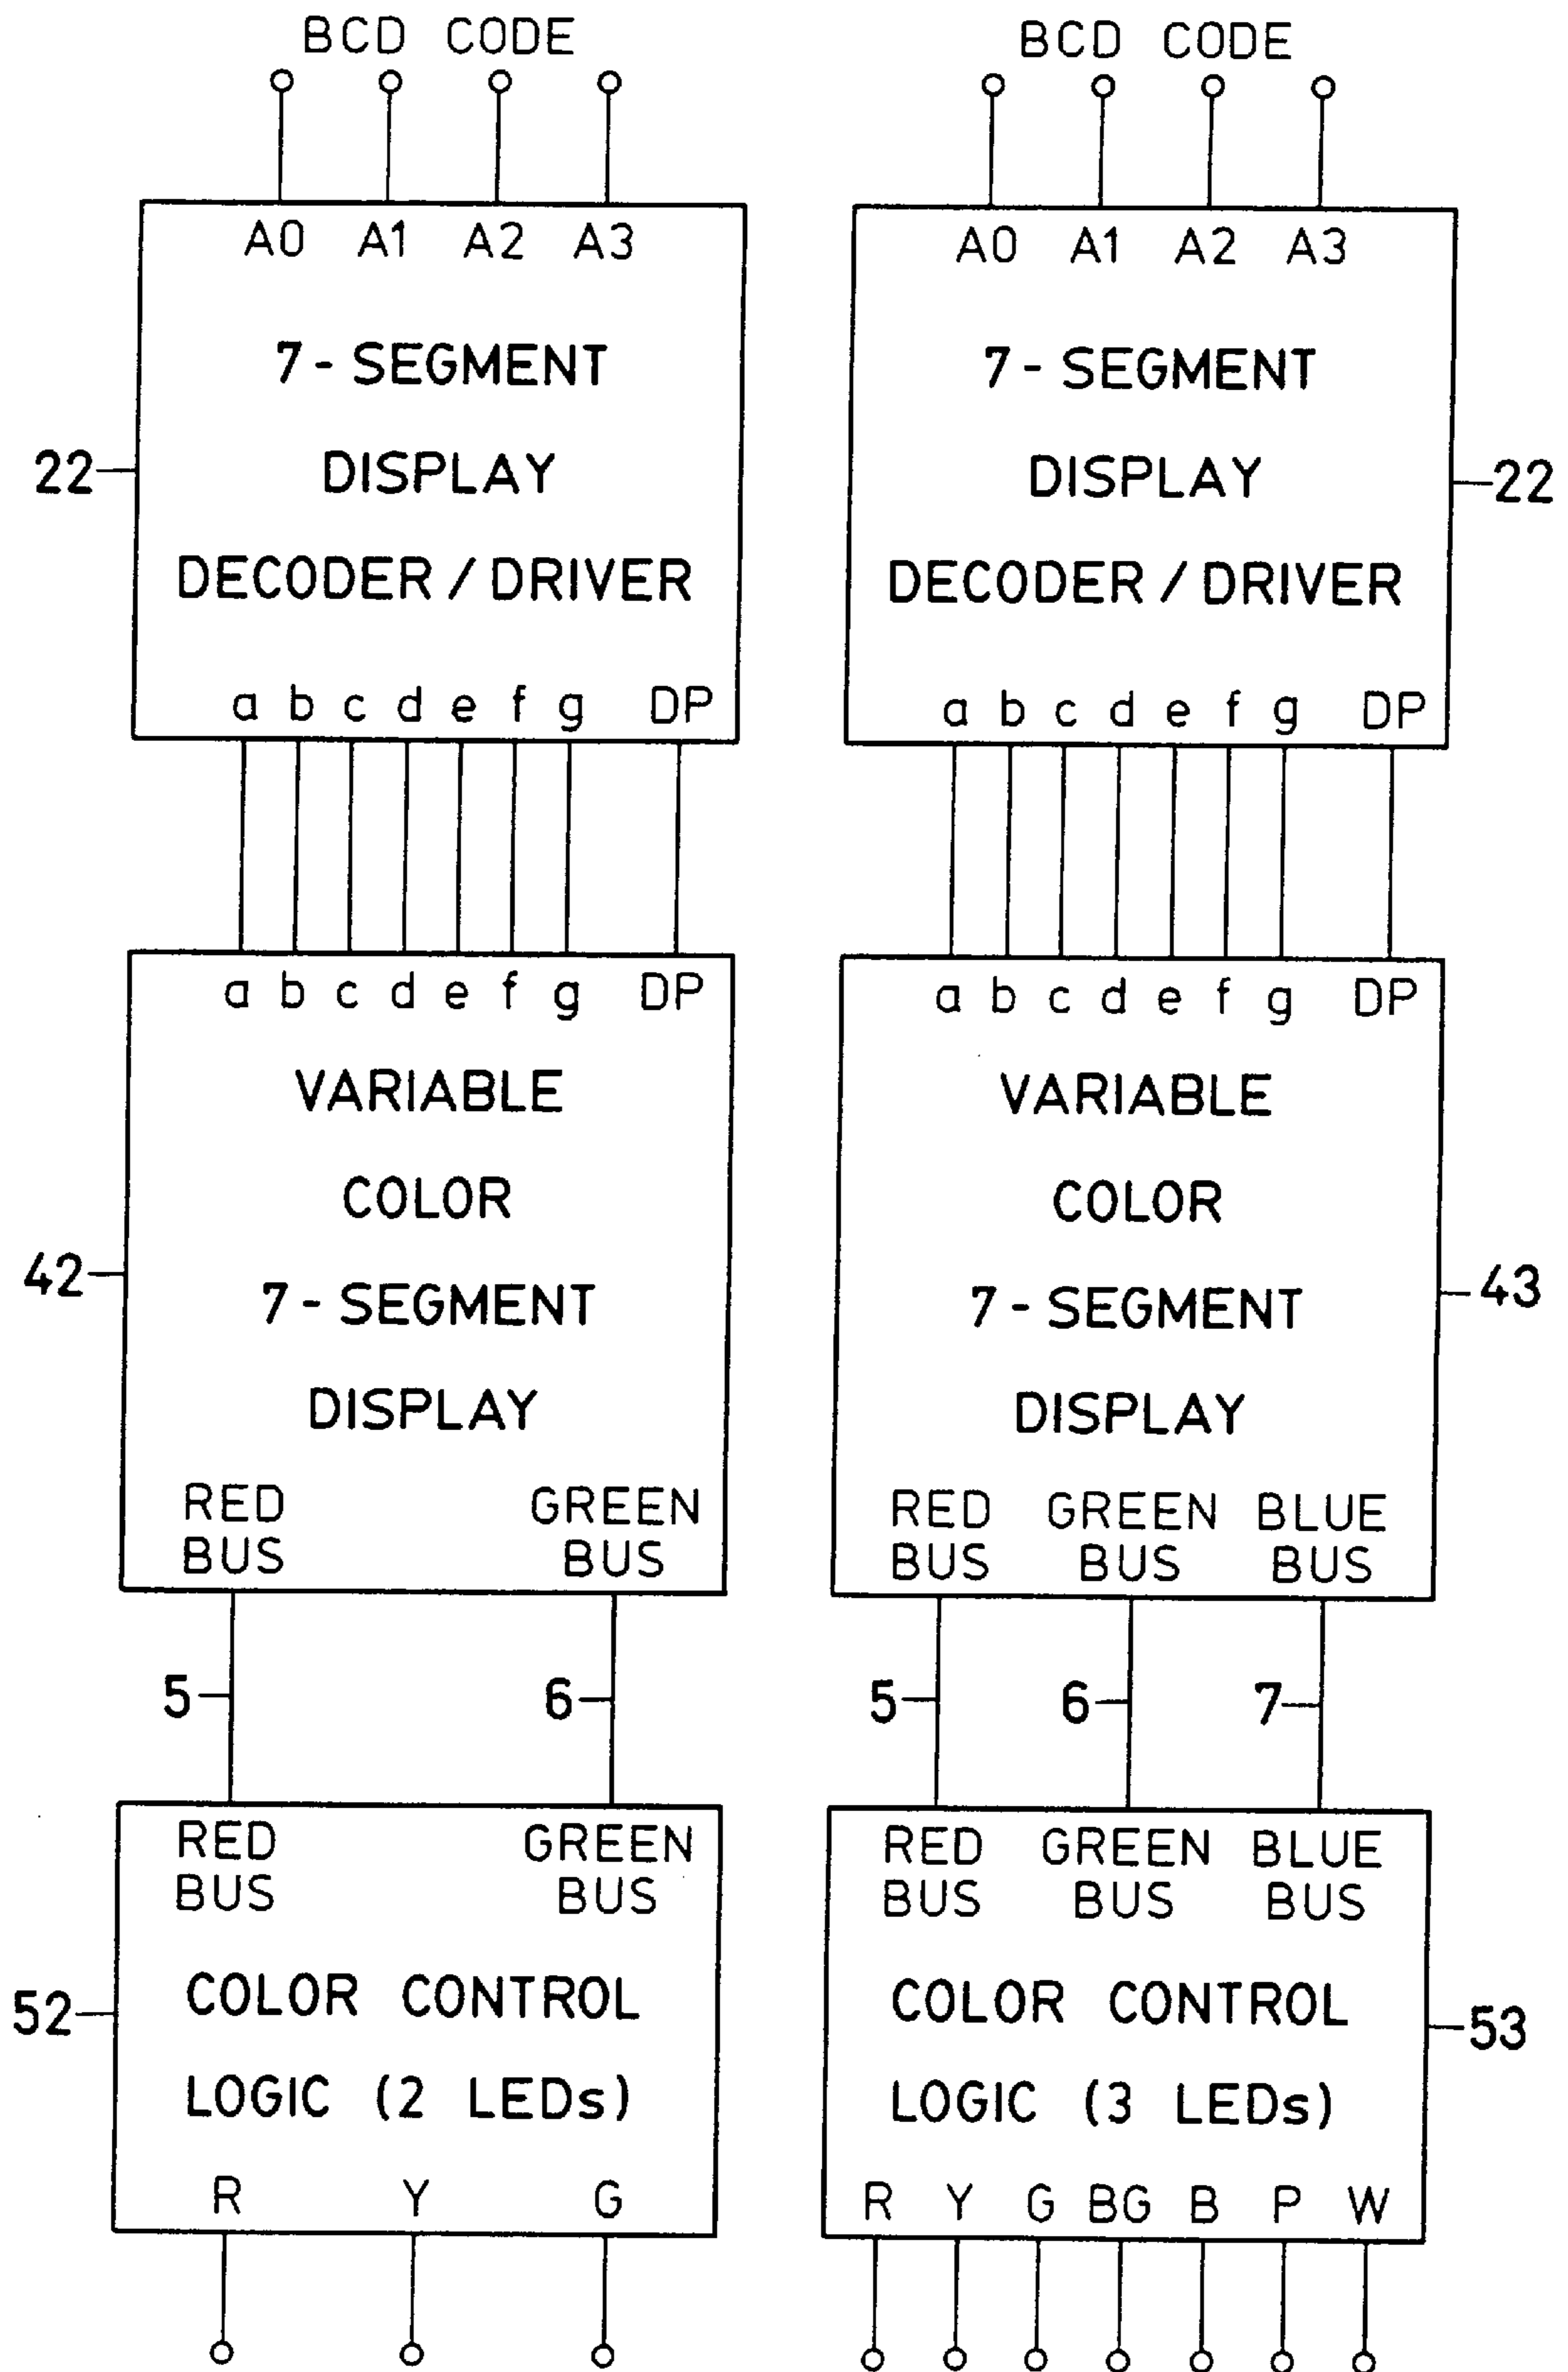 BCD CODE
A0 A1 A2 A3
7 - SEGMENT
DISPLAY
DECODER / DRIVER
22
a b c d e f g DP
a b c d e f g DP
VARIABLE
COLOR
7 - SEGMENT
DISPLAY
42
RED BUS
GREEN BUS
5
6
RED BUS
GREEN BUS
COLOR CONTROL
LOGIC (2 LEDs)
52
R Y G
BCD CODE
A0 A1 A2 A3
7 - SEGMENT
DISPLAY
DECODER / DRIVER
22
a b c d e f g DP
a b c d e f g DP
VARIABLE
COLOR
7 - SEGMENT
DISPLAY
43
RED BUS
GREEN BUS
BLUE BUS
5
6
7
RED BUS
GREEN BUS
BLUE BUS
COLOR CONTROL
LOGIC (3 LEDs)
53
R Y G BG B P W